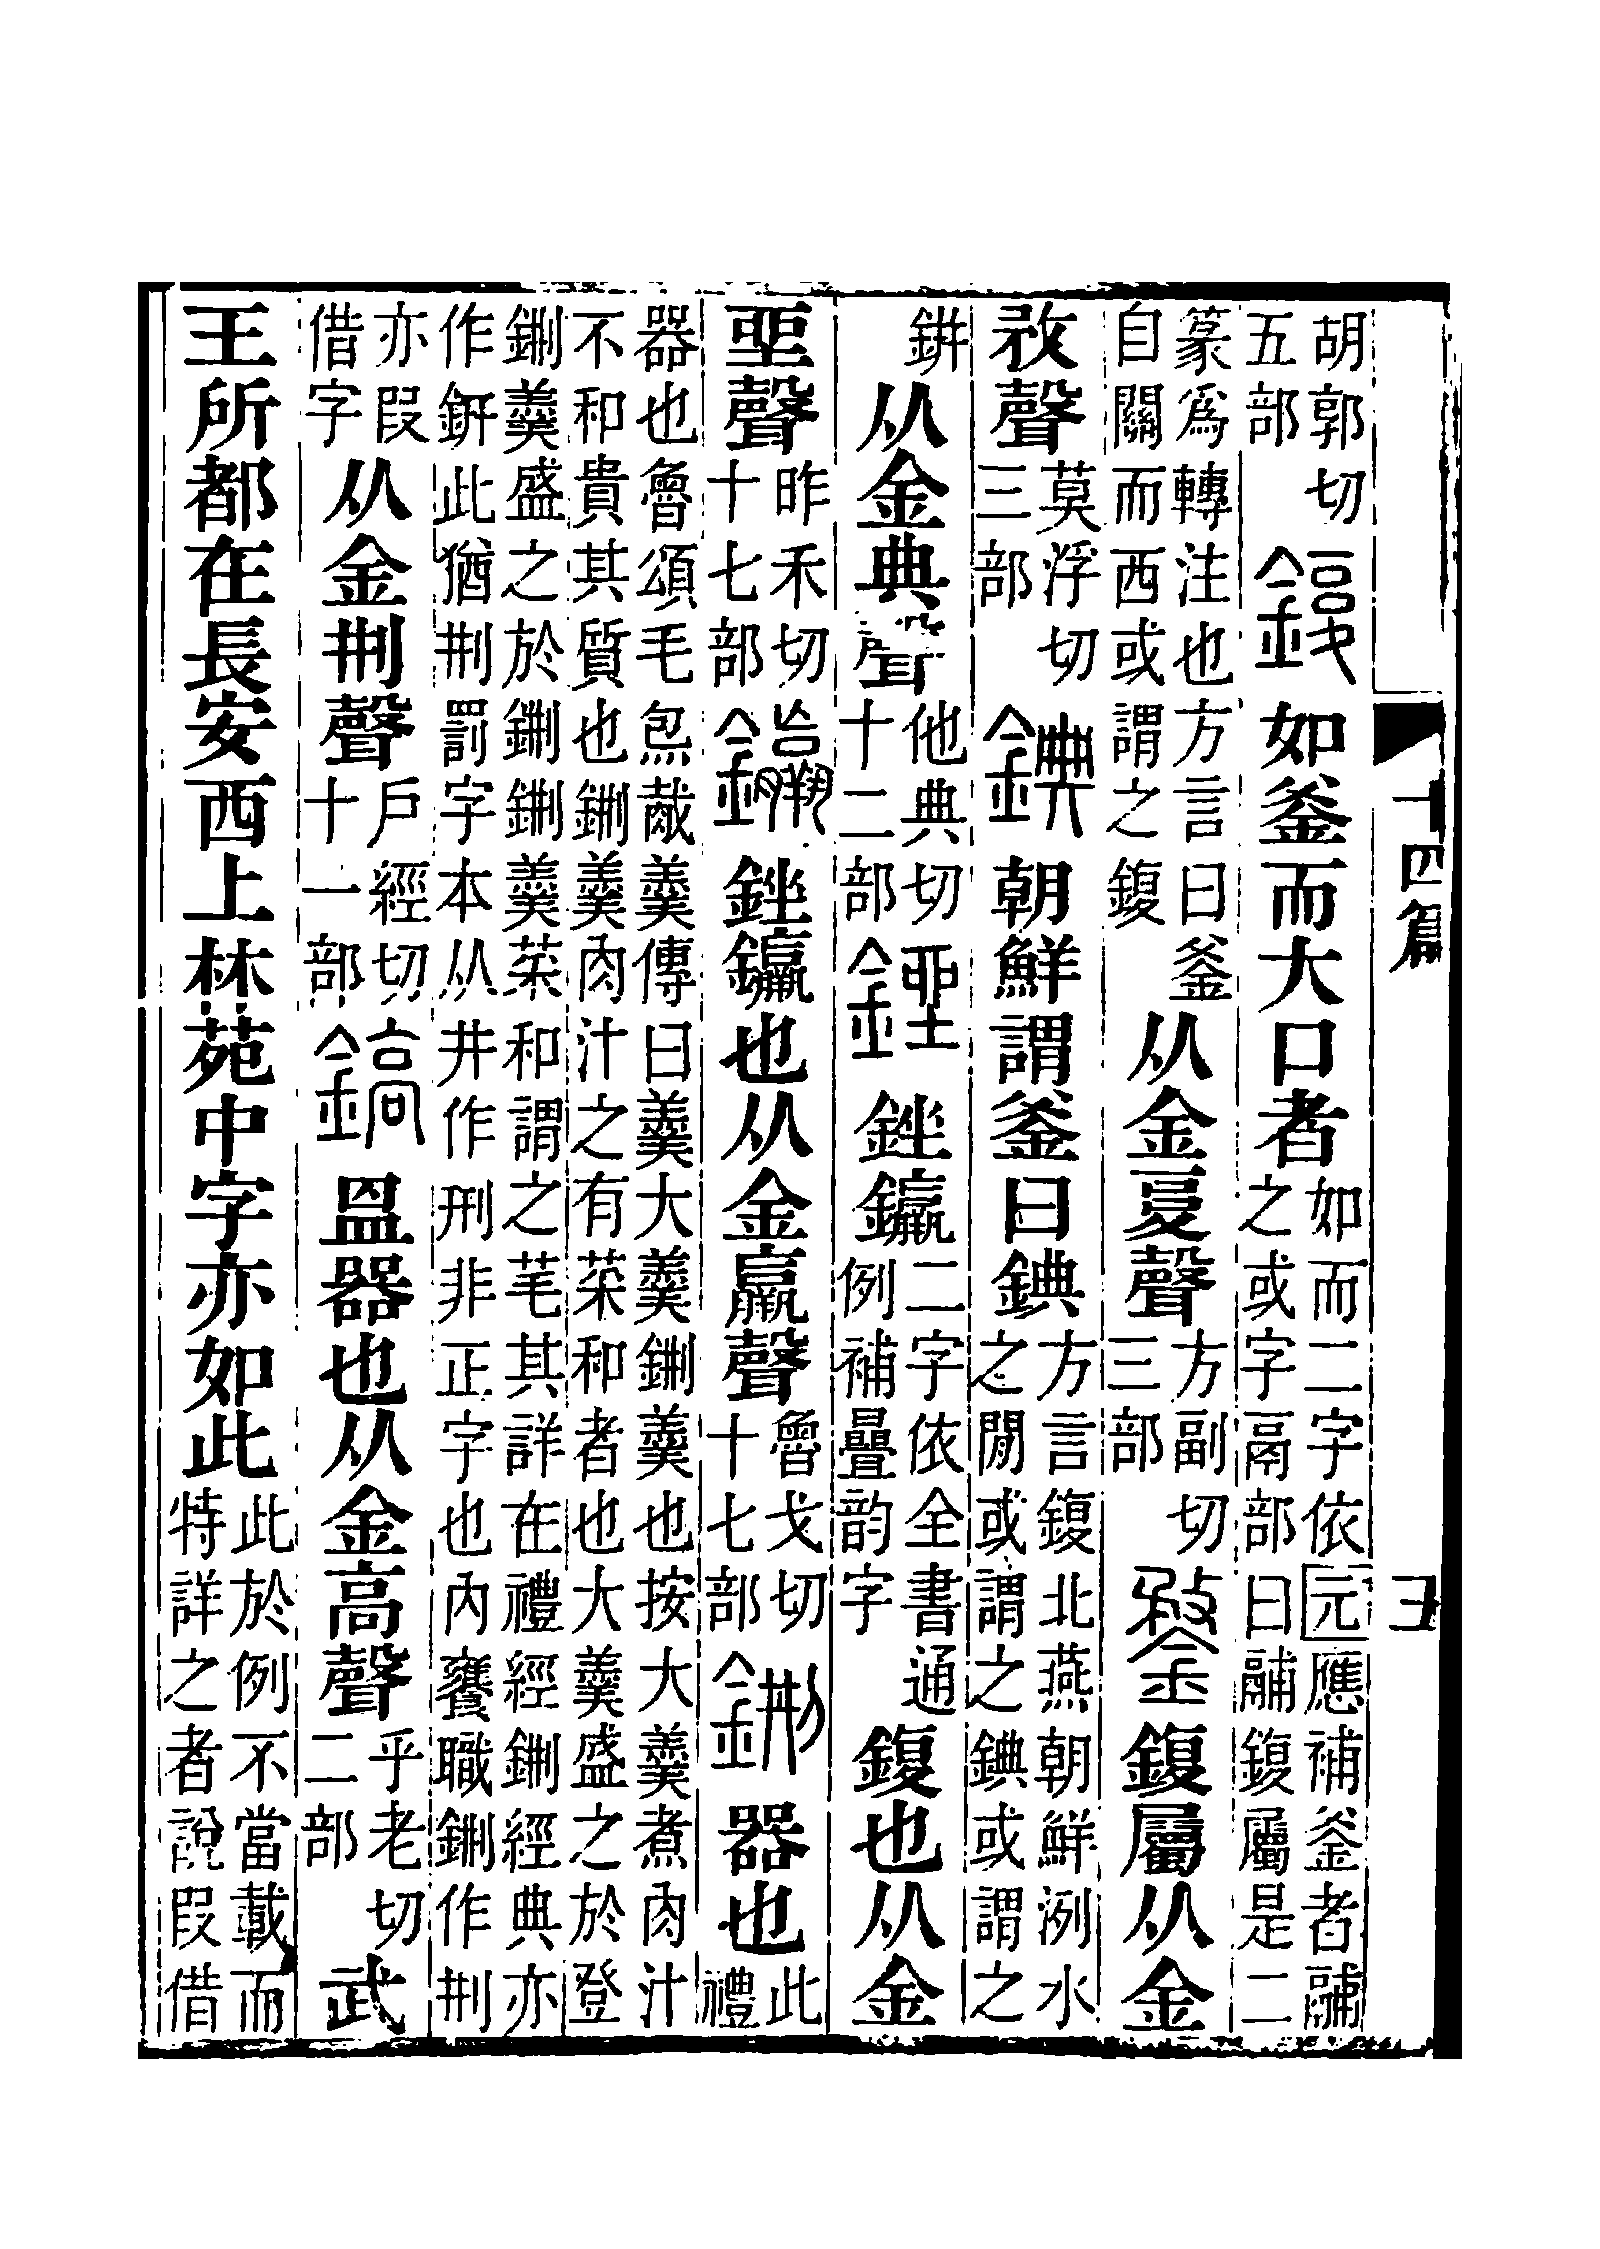 十四篇
胡郭切五部鍑如釜而大口者如而二字依元應補釜者鬴之或字鬲部曰鬴鍑屬是二
篆爲轉注也方言曰釜自關而西或謂之鍑从金复聲方副切三部鍪鍑屬从金
敄聲莫浮切三部錪朝鮮謂釜曰錪方言鍑北燕朝鮮洌水之閒或謂之錪或謂之
鉼从金典聲他典切十二部銼銼䥯二字依全書通例補疊韵字鍑也从金
坐聲昨禾切十七部䥯銼䥯也从金𣎆聲魯戈切十七部鉶器也此禮
器也魯頌毛炰胾羹傳曰羹大羹鉶羹也按大羹煮肉汁不和貴其質也鉶羹肉汁之有菜和者也大羹盛之於登
鉶羹盛之於鉶鉶羹菜和謂之芼其詳在禮經鉶經典亦作鈃此猶㓝罰字本从井作刑非正字也內饔職鉶作㓝
亦叚借字从金㓝聲戶經切十一部鎬𥁕器也从金高聲乎老切二部武
王所都在長安西上林苑中字亦如此此於例不當載而特詳之者說叚借